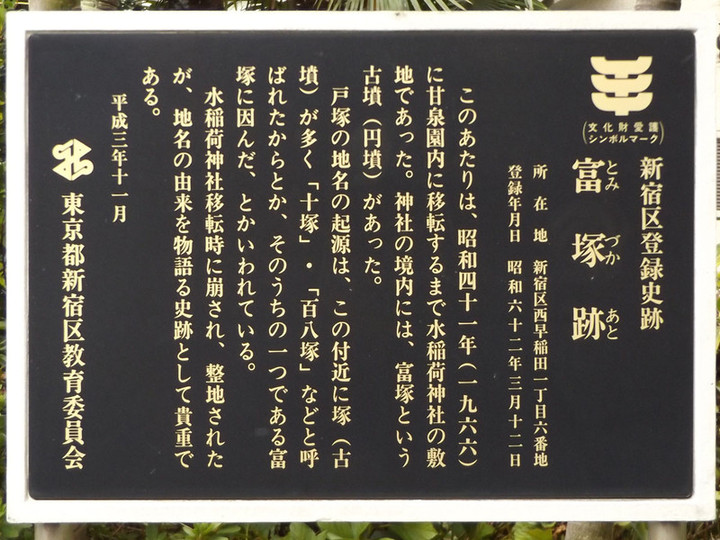 (文化財愛護
シンボルマーク)
新宿区登録史跡
富塚跡
とみづかあと
所在地 新宿区西早稲田一丁目六番地
登録年月日 昭和六十二年三月十二日
このあたりは、昭和四十一年(一九六六)
に甘泉園内に移転するまで水稲荷神社の敷
地であった。神社の境内には、富塚という
古墳(円墳)があった。
戸塚の地名の起源は、この付近に塚(古
墳)が多く「十塚」・「百八塚」などと呼
ばれたからとか、そのうちの一つである富
塚に因んだ、とかいわれている。
水稲荷神社移転時に崩され、整地された
が、地名の由来を物語る史跡として貴重で
ある。
平成三年十一月
東京都新宿区教育委員会